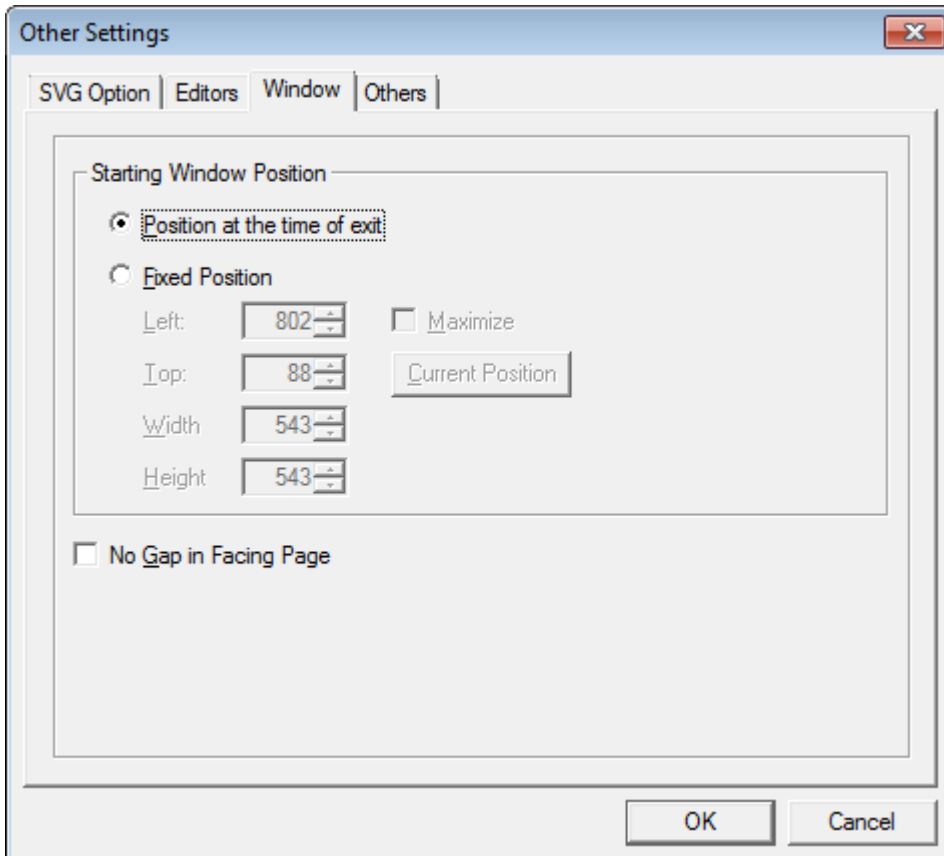 Other Settings
SVG Option Editors Window Others
Starting Window Position
Position at the time of exit
Fixed Position
Left: 802 Maximize
Top: 88 Current Position
Width 543
Height 543
No Gap in Facing Page
OK Cancel